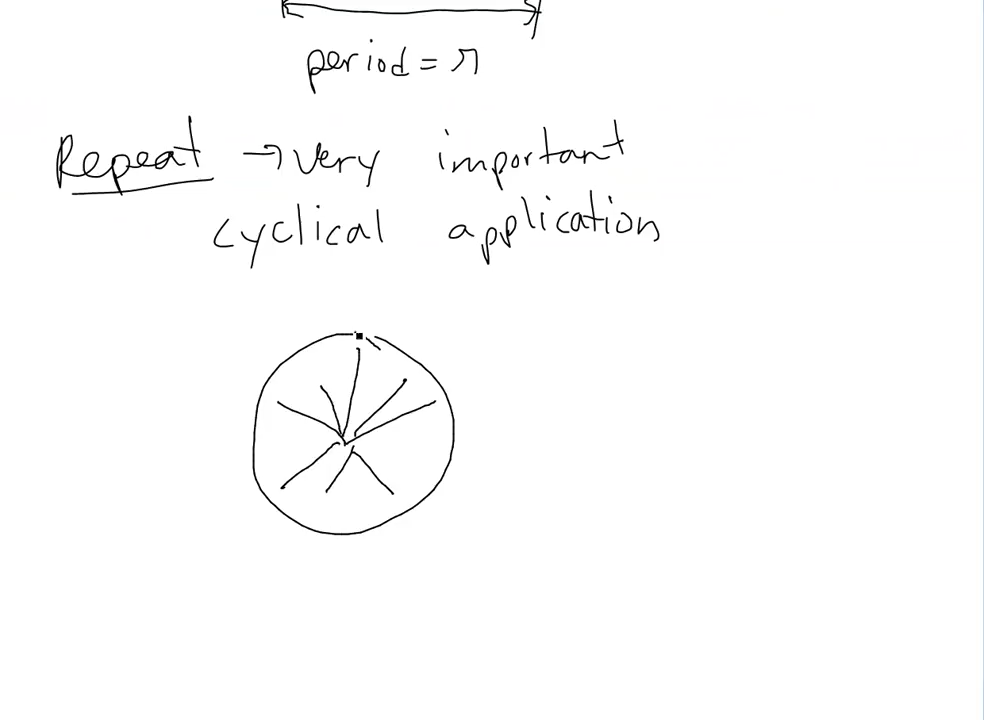 period = π
Repeat → very important
cyclical application